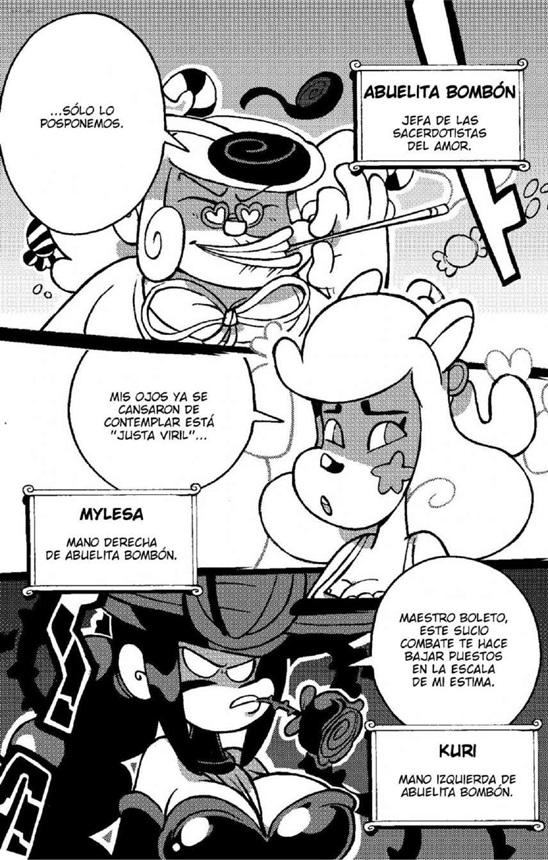 ...SÓLO LO
POSPONEMOS.
ABUELITA BOMBÓN
JEFA DE LAS
SACERDOTISTAS
DEL AMOR.
MIS OJOS YA SE
CANSARON DE
CONTEMPLAR ESTÁ
"JUSTA VIRIL"...
MYLESA
MANO DERECHA
DE ABUELITA BOMBÓN.
MAESTRO BOLETO,
ESTE SUCIO
COMBATE TE HACE
BAJAR PUESTOS
EN LA ESCALA
DE MI ESTIMA.
KURI
MANO IZQUIERDA DE
ABUELITA BOMBÓN.